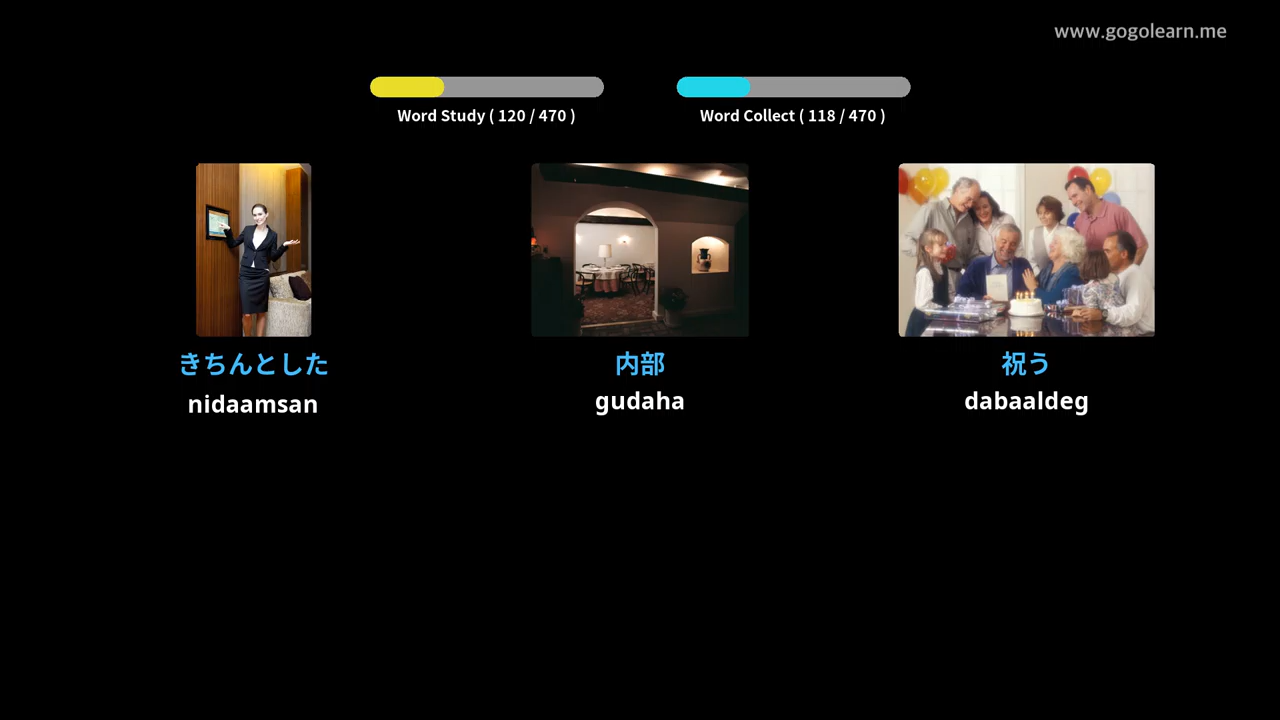 www.gogolearn.me
Word Study ( 120 / 470 )
Word Collect ( 118 / 470 )
きちんとした
内部
祝う
nidaamsan
gudaha
dabaaldeg